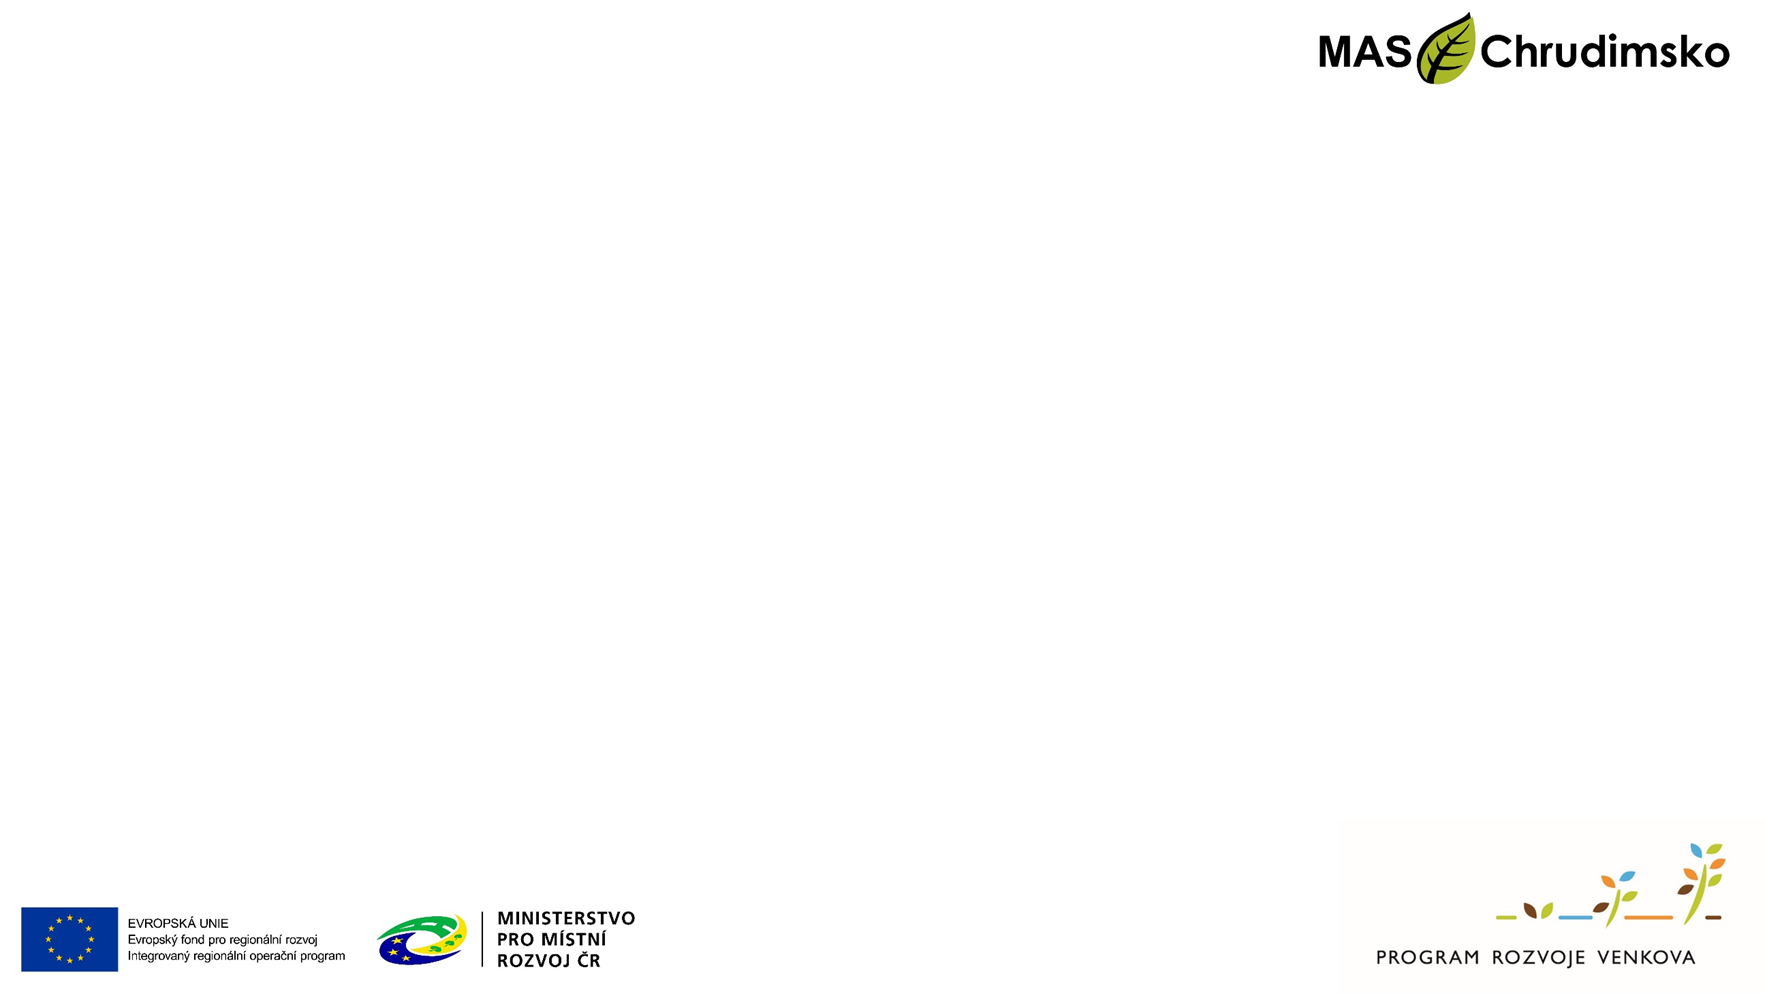 MAS Chrudimsko
EVROPSKÁ UNIE
Evropský fond pro regionální rozvoj
Integrovaný regionální operační program
MINISTERSTVO
PRO MÍSTNÍ
ROZVOJ ČR
PROGRAM ROZVOJE VENKOVA